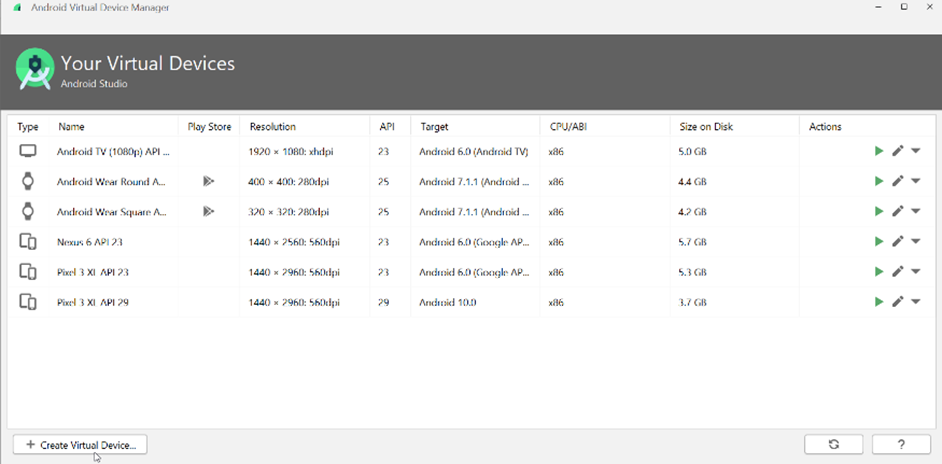 Android Virtual Device Manager
Your Virtual Devices
Android Studio
Type Name Play Store Resolution API Target CPU/ABI Size on Disk Actions
Android TV (1080p) API ... 1920 × 1080: xhdpi 23 Android 6.0 (Android TV) x86 5.0 GB
Android Wear Round A... 400 × 400: 280dpi 25 Android 7.1.1 (Android ... x86 4.4 GB
Android Wear Square A... 320 × 320: 280dpi 25 Android 7.1.1 (Android ... x86 4.2 GB
Nexus 6 API 23 1440 × 2560: 560dpi 23 Android 6.0 (Google AP... x86 5.7 GB
Pixel 3 XL API 23 1440 × 2960: 560dpi 23 Android 6.0 (Google AP... x86 5.3 GB
Pixel 3 XL API 29 1440 × 2960: 560dpi 29 Android 10.0 x86 3.7 GB
+ Create Virtual Device... ?